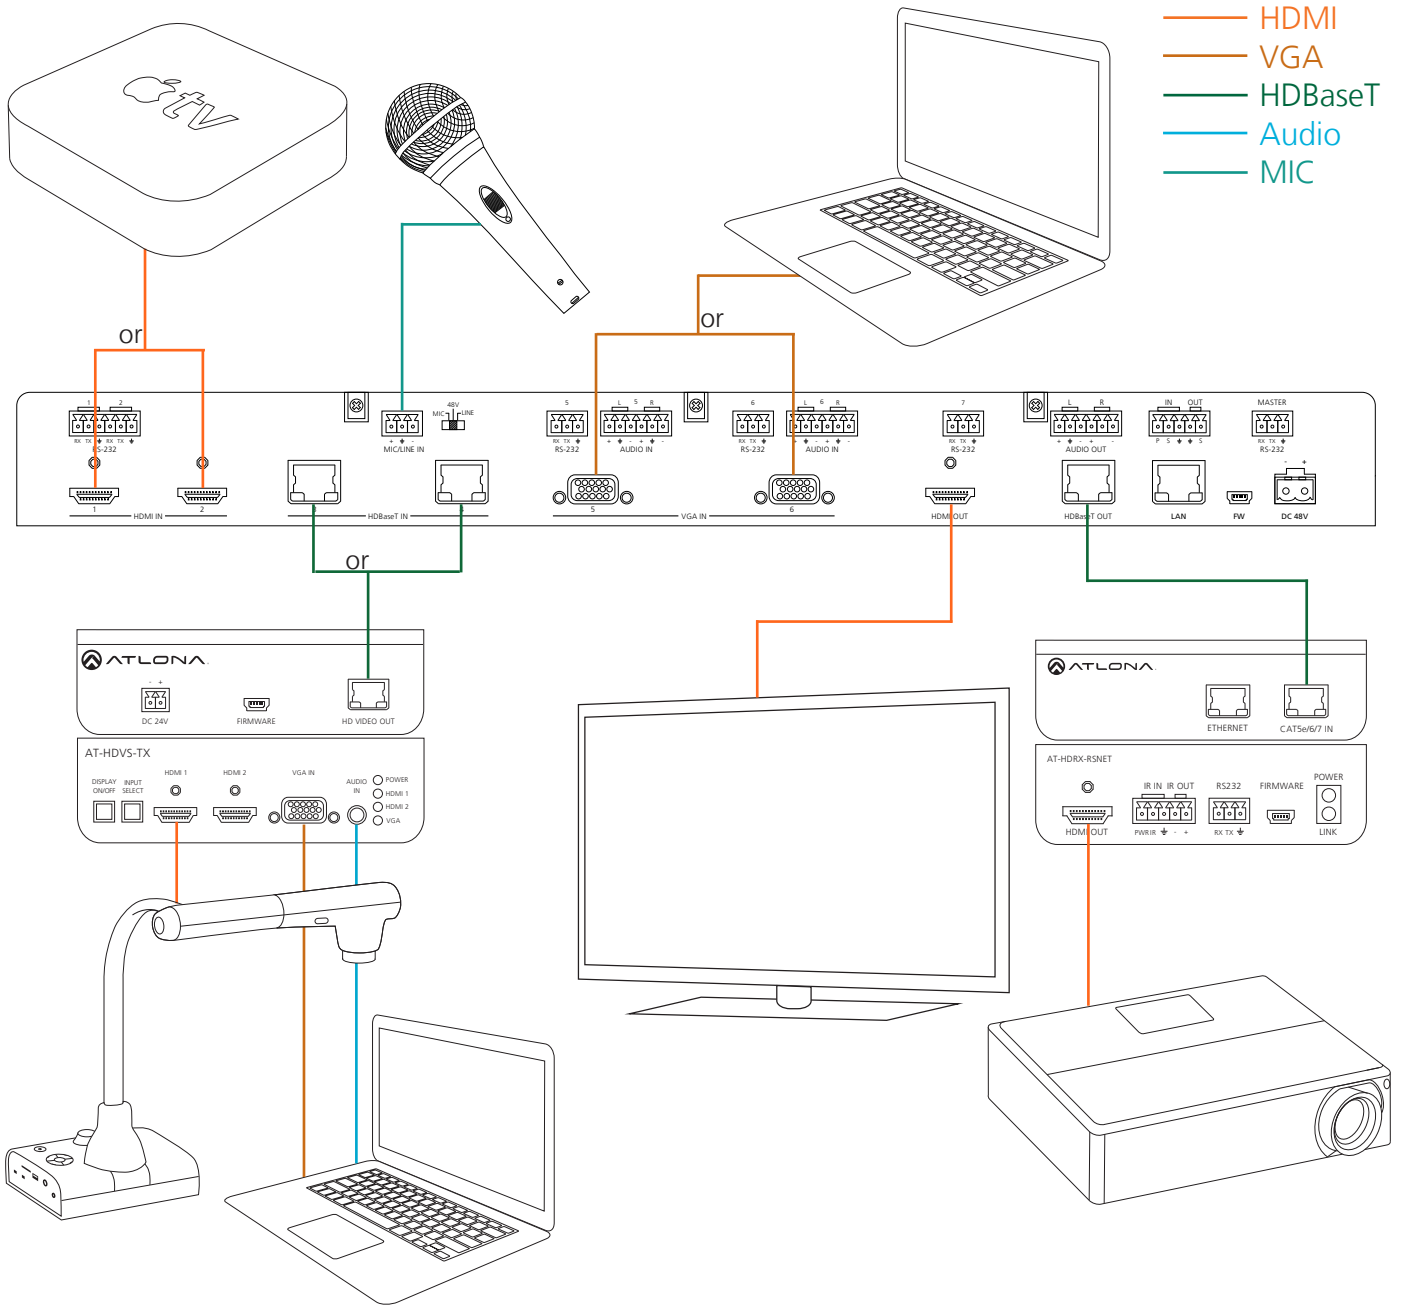 HDMI
VGA
HDBaseT
Audio
MIC
tv
or
or
1 2
RX TX RX TX
RS-232
MIC 48V LINE
+ -
MIC/LINE IN
5
RX TX
RS-232
L 5 R
+ - + -
AUDIO IN
6
RX TX
RS-232
L 6 R
+ - + -
AUDIO IN
7
RX TX
RS-232
L R
+ - + -
AUDIO OUT
IN OUT
P S S
MASTER
RX TX
RS-232
- +
1 HDMI IN 2
3 HDBaseT IN 4
5 VGA IN 6
HDMI OUT
HDBaseT OUT
LAN
FW
DC 48V
or
ATLONA
- +
DC 24V
FIRMWARE
HD VIDEO OUT
AT-HDVS-TX
DISPLAY ON/OFF
INPUT SELECT
HDMI 1
HDMI 2
VGA IN
AUDIO IN
POWER
HDMI 1
HDMI 2
VGA
ATLONA
ETHERNET
CAT5e/6/7 IN
AT-HDRX-RSNET
HDMI OUT
IR IN IR OUT
PWR IR - +
RS232
RX TX
FIRMWARE
POWER
LINK